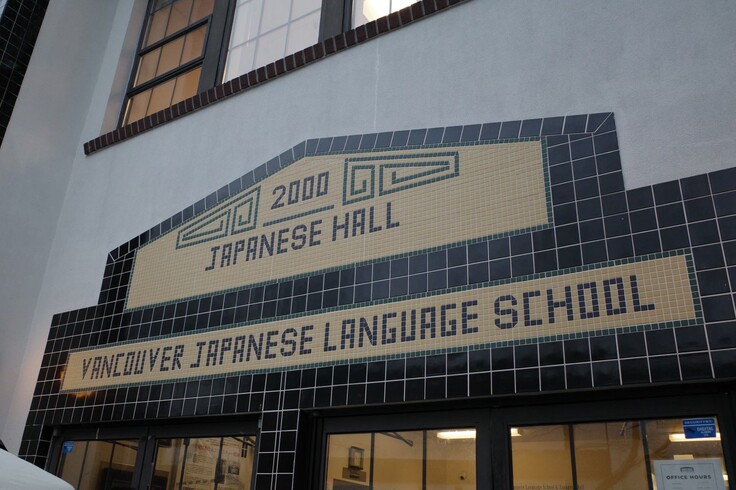 2000
JAPANESE HALL
VANCOUVER JAPANESE LANGUAGE SCHOOL
OFFICE HOURS